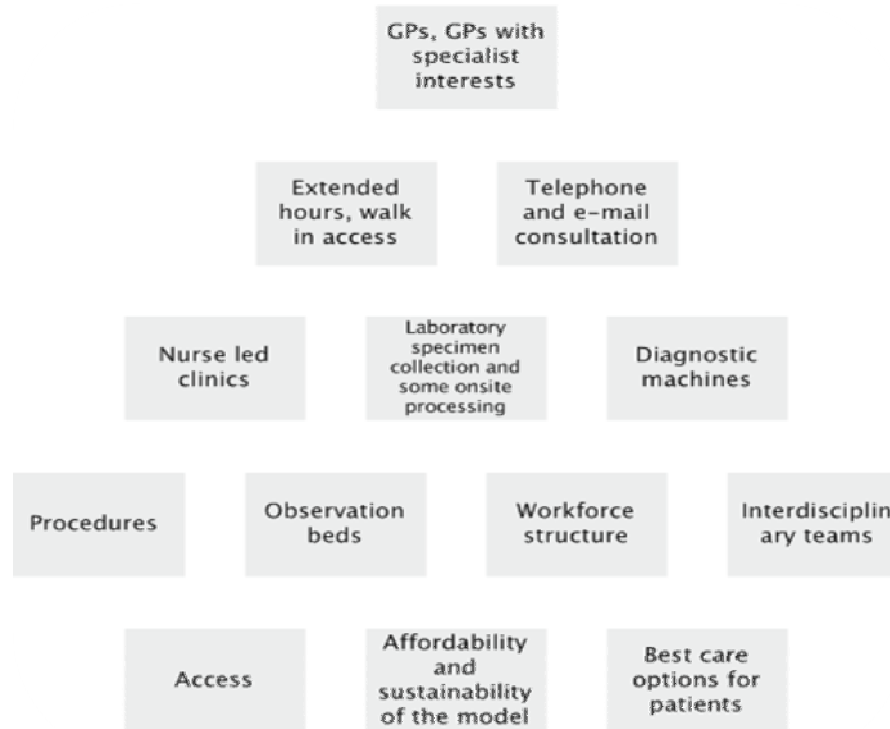 GPs, GPs with
specialist
interests
Extended
hours, walk
in access
Telephone
and e-mail
consultation
Nurse led
clinics
Laboratory
specimen
collection and
some onsite
processing
Diagnostic
machines
Procedures
Observation
beds
Workforce
structure
Interdisciplin
ary teams
Access
Affordability
and
sustainability
of the model
Best care
options for
patients